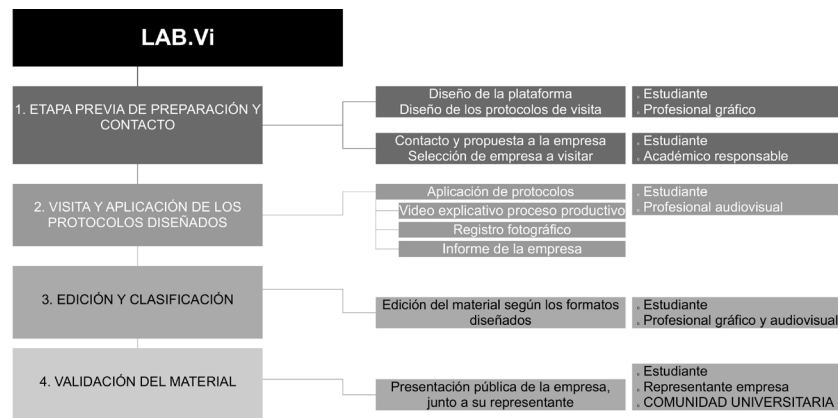 LAB.Vi
1. ETAPA PREVIA DE PREPARACIÓN Y
CONTACTO
Diseño de la plataforma
Diseño de los protocolos de visita
. Estudiante
. Profesional gráfico
Contacto y propuesta a la empresa
Selección de empresa a visitar
. Estudiante
. Académico responsable
2. VISITA Y APLICACIÓN DE LOS
PROTOCOLOS DISEÑADOS
Aplicación de protocolos
Video explicativo proceso productivo
Registro fotográfico
Informe de la empresa
. Estudiante
. Profesional audiovisual
3. EDICIÓN Y CLASIFICACIÓN
Edición del material según los formatos
diseñados
. Estudiante
. Profesional gráfico y audiovisual
4. VALIDACIÓN DEL MATERIAL
Presentación pública de la empresa,
junto a su representante
. Estudiante
. Representante empresa
. COMUNIDAD UNIVERSITARIA